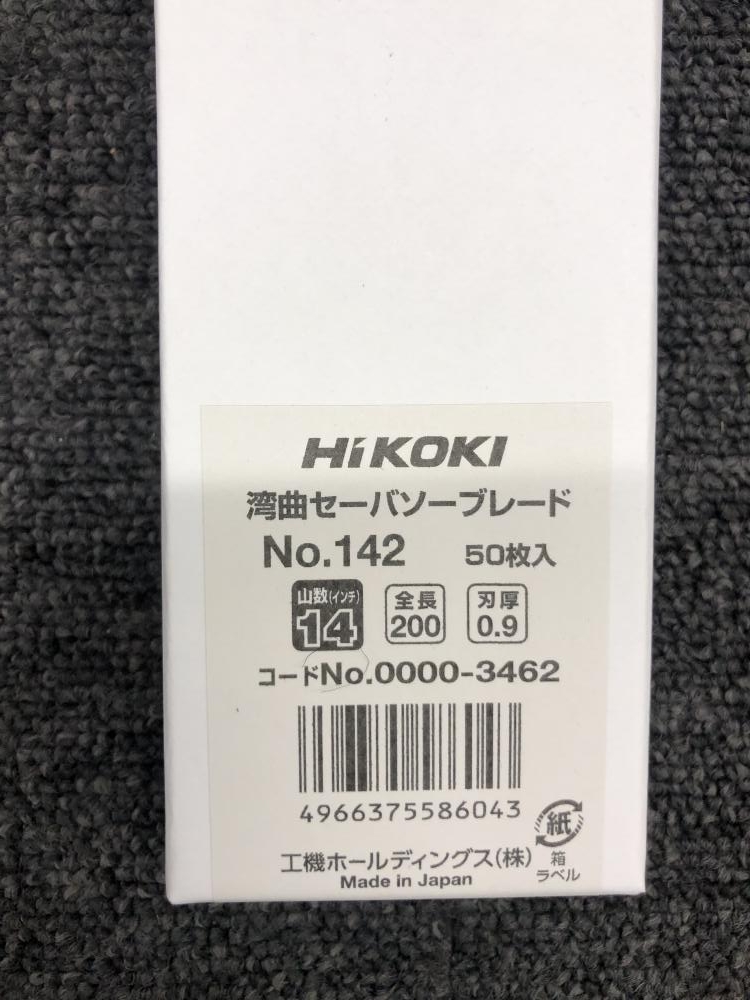 HiKOKI
湾曲セーバソーブレード
No.142 50枚入
山数(インチ) 全長 刃厚
14 200 0.9
コードNo.0000-3462
4966375586043
紙
工機ホールディングス(株) 箱
Made in Japan ラベル